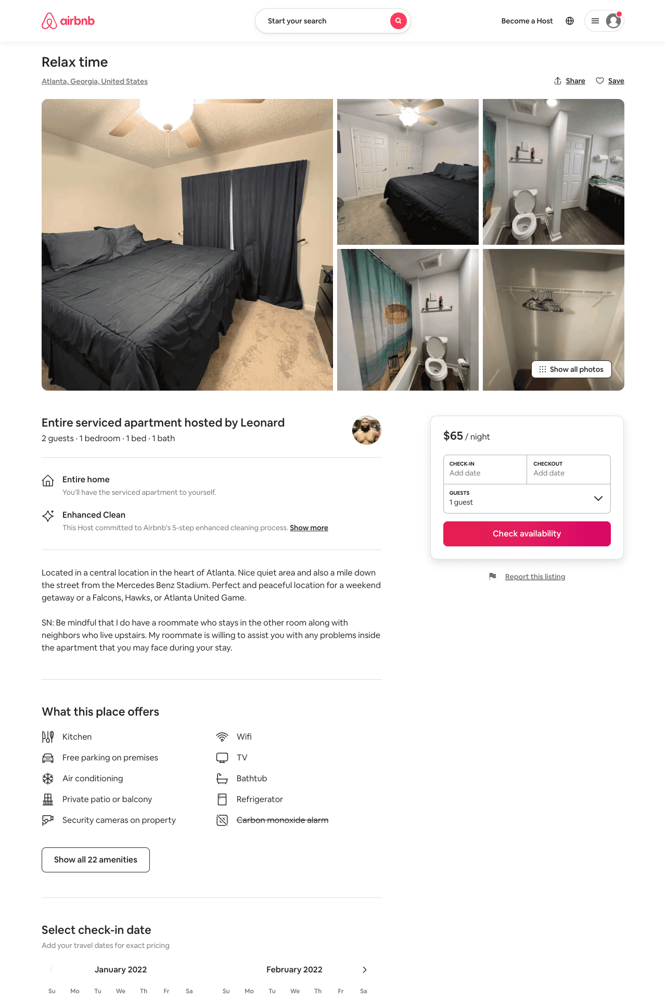 airbnb
Start your search
Become a Host
Relax time
Atlanta, Georgia, United States
Share
Save
Show all photos
Entire serviced apartment hosted by Leonard
2 guests · 1 bedroom · 1 bed · 1 bath
Entire home
You’ll have the serviced apartment to yourself.
Enhanced Clean
This Host committed to Airbnb's 5-step enhanced cleaning process. Show more
Located in a central location in the heart of Atlanta. Nice quiet area and also a mile down
the street from the Mercedes Benz Stadium. Perfect and peaceful location for a weekend
getaway or a Falcons, Hawks, or Atlanta United Game.
SN: Be mindful that I do have a roommate who stays in the other room along with
neighbors who live upstairs. My roommate is willing to assist you with any problems inside
the apartment that you may face during your stay.
$65 / night
CHECK-IN
Add date
CHECKOUT
Add date
GUESTS
1 guest
Check availability
Report this listing
What this place offers
Kitchen
Wifi
Free parking on premises
TV
Air conditioning
Bathtub
Private patio or balcony
Refrigerator
Security cameras on property
Carbon monoxide alarm
Show all 22 amenities
Select check-in date
Add your travel dates for exact pricing
January 2022
February 2022
Su Mo Tu We Th Fr Sa
Su Mo Tu We Th Fr Sa